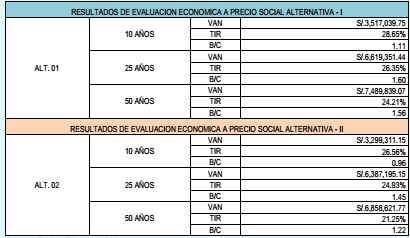 RESULTADOS DE EVALUACION ECONOMICA A PRECIO SOCIAL ALTERNATIVA - I
ALT. 01
10 AÑOS
VAN S/.3,517,039.75
TIR 28.65%
B/C 1.11
25 AÑOS
VAN S/.6,619,351.44
TIR 26.35%
B/C 1.60
50 AÑOS
VAN S/.7,489,839.07
TIR 24.21%
B/C 1.56
RESULTADOS DE EVALUACION ECONOMICA A PRECIO SOCIAL ALTERNATIVA - II
ALT. 02
10 AÑOS
VAN S/.3,299,311.15
TIR 26.56%
B/C 0.96
25 AÑOS
VAN S/.6,387,195.15
TIR 24.93%
B/C 1.45
50 AÑOS
VAN S/.6,858,621.77
TIR 21.25%
B/C 1.22